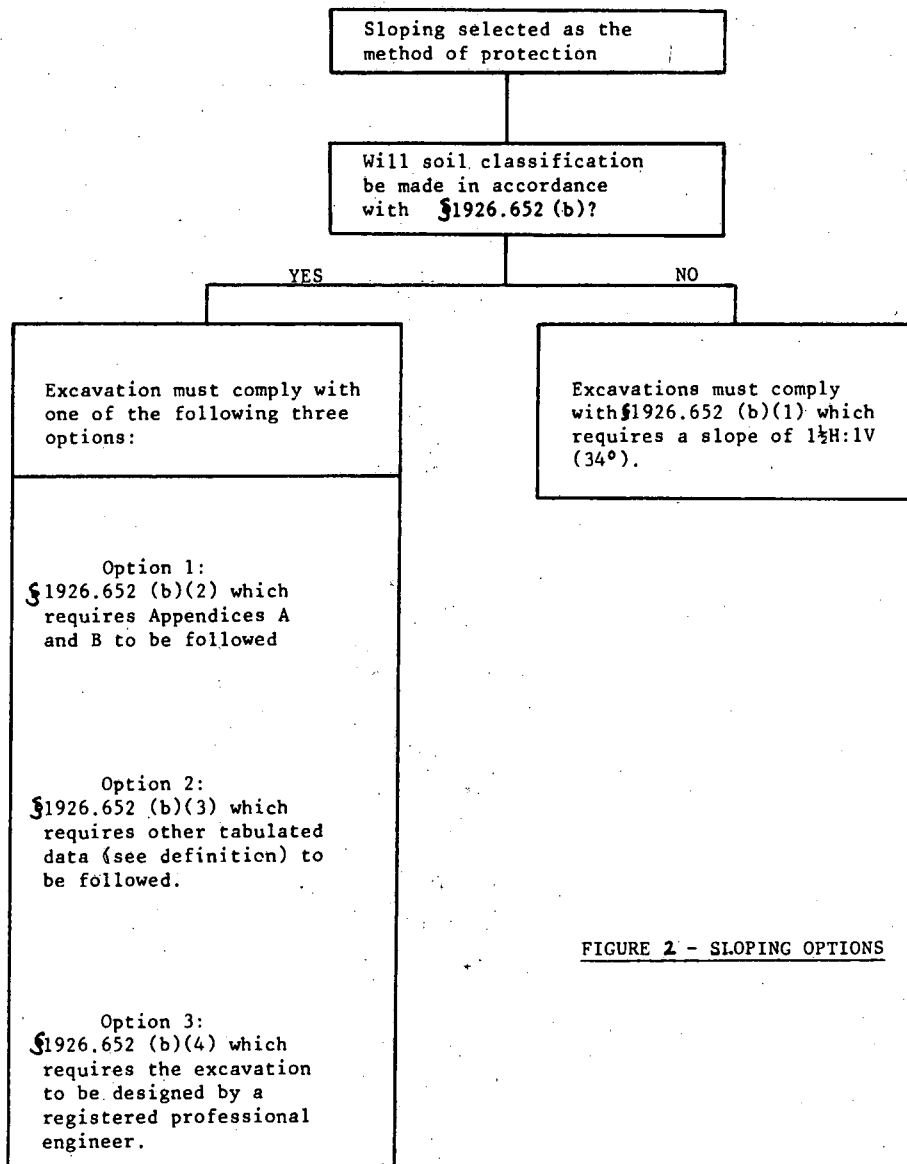 Sloping selected as the
method of protection
Will soil classification
be made in accordance
with §1926.652 (b)?
YES
NO
Excavation must comply with
one of the following three
options:
Excavations must comply
with §1926.652 (b)(1) which
requires a slope of 1½H:1V
(34°).
Option 1:
§1926.652 (b)(2) which
requires Appendices A
and B to be followed
Option 2:
§1926.652 (b)(3) which
requires other tabulated
data (see definition) to
be followed.
FIGURE 2 - SLOPING OPTIONS
Option 3:
§1926.652 (b)(4) which
requires the excavation
to be designed by a
registered professional
engineer.